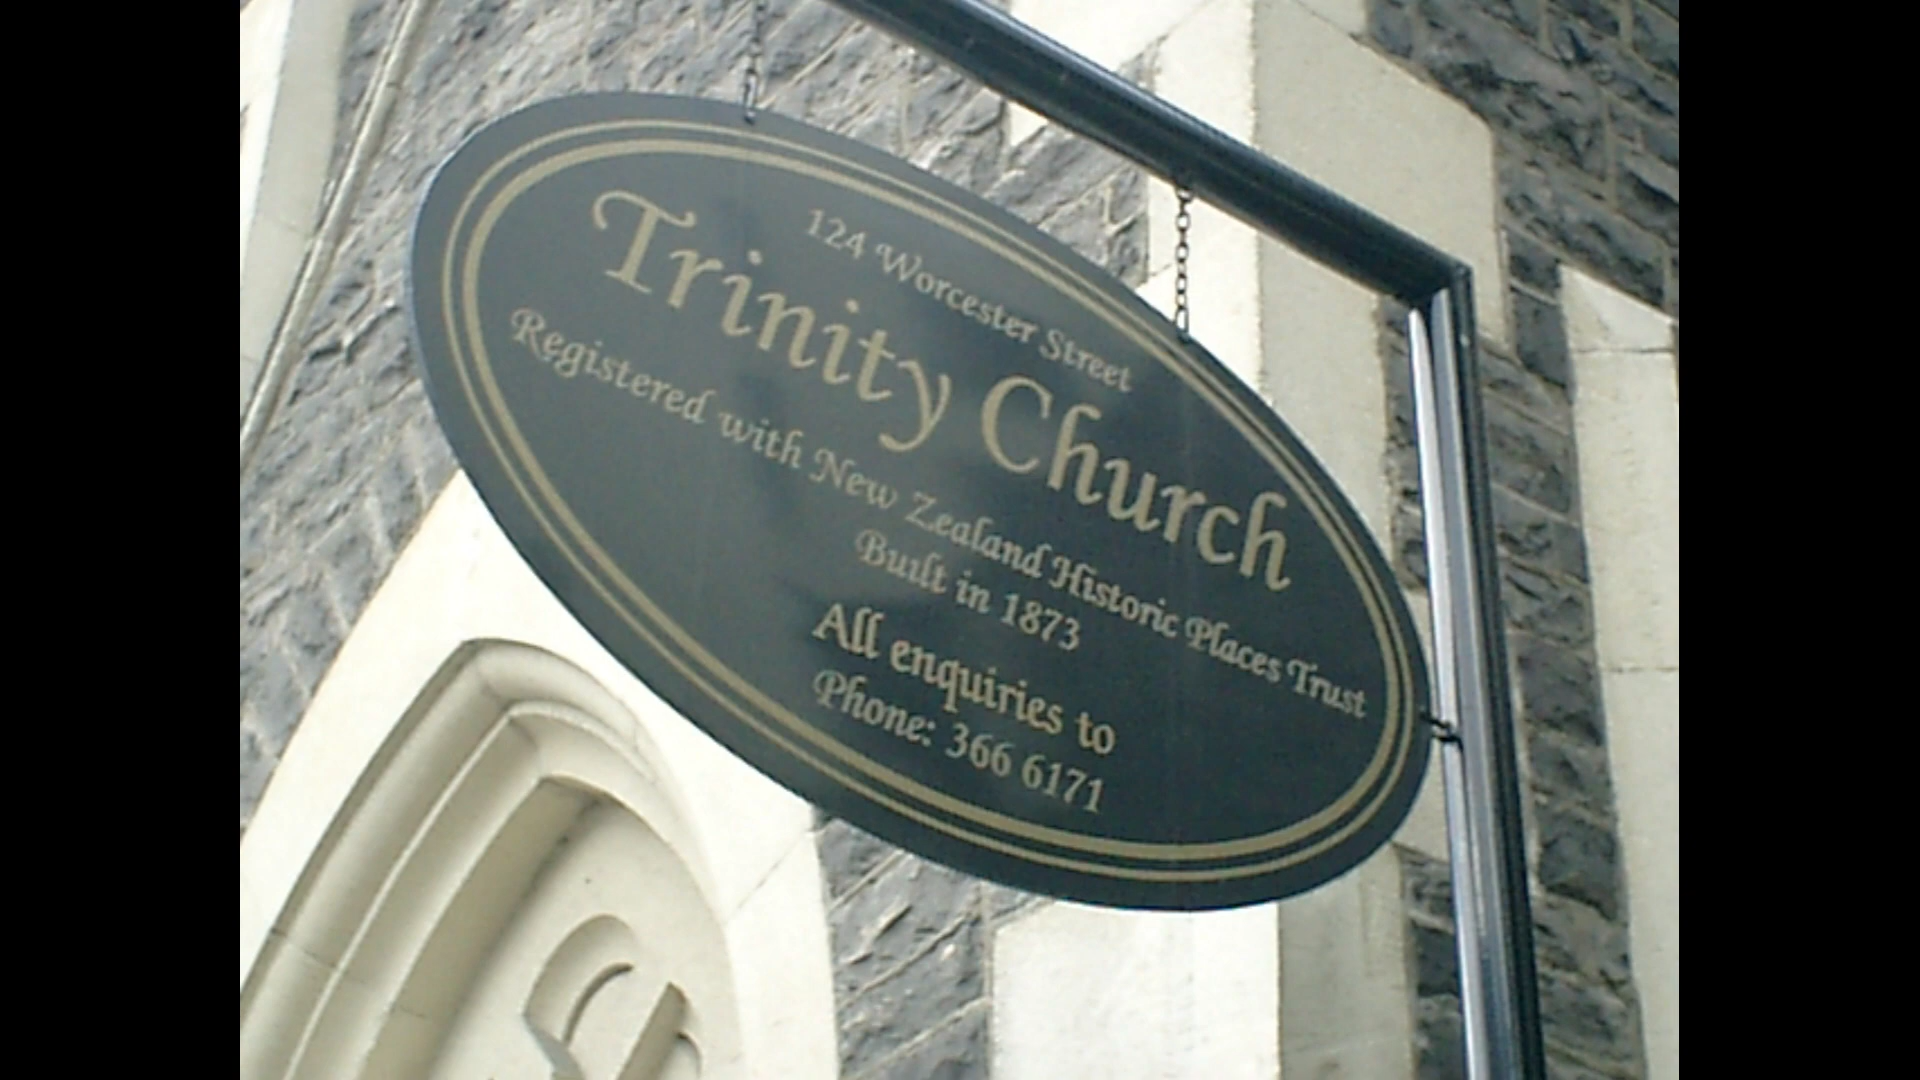 124 Worcester Street
Trinity Church
Registered with New Zealand Historic Places Trust
Built in 1873
All enquiries to
Phone: 366 6171